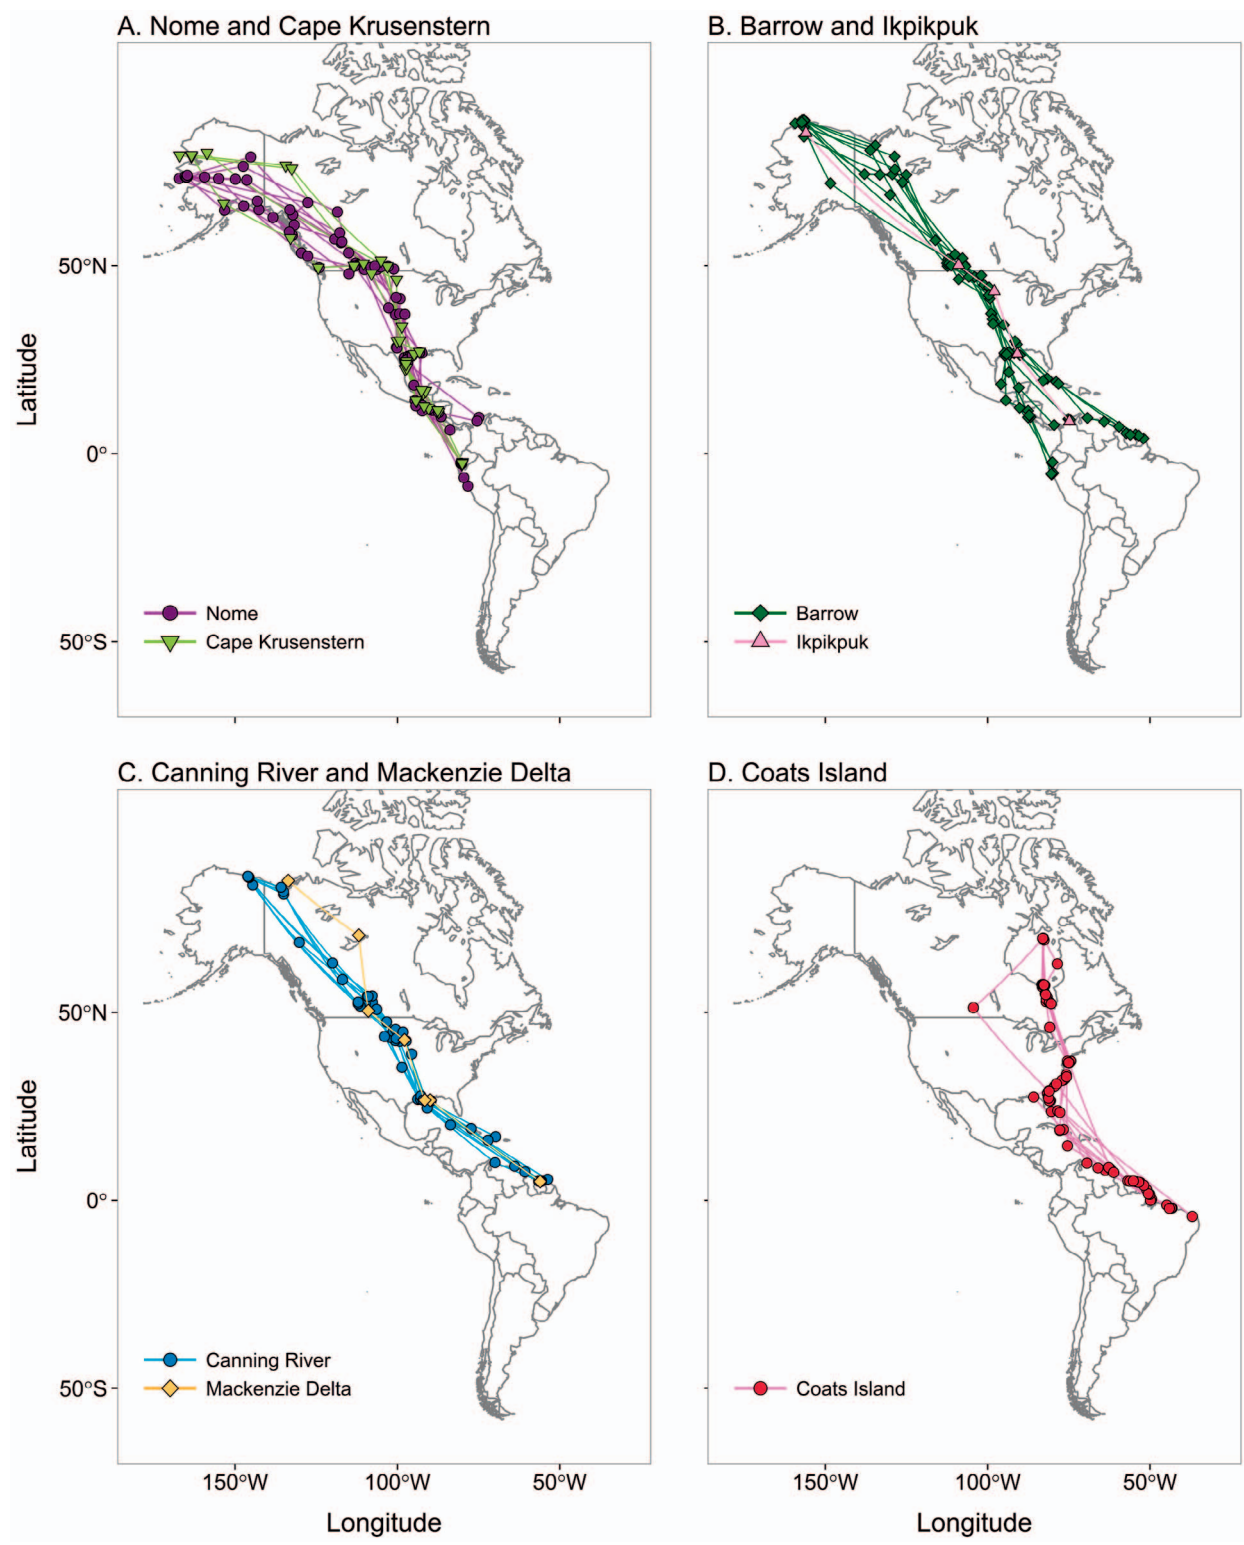 A. Nome and Cape Krusenstern
B. Barrow and Ikpikpuk
Latitude
50°N
0°
50°S
Nome
Cape Krusenstern
Barrow
Ikpikpuk
C. Canning River and Mackenzie Delta
D. Coats Island
Latitude
50°N
0°
50°S
Canning River
Mackenzie Delta
Coats Island
150°W
100°W
50°W
150°W
100°W
50°W
Longitude
Longitude